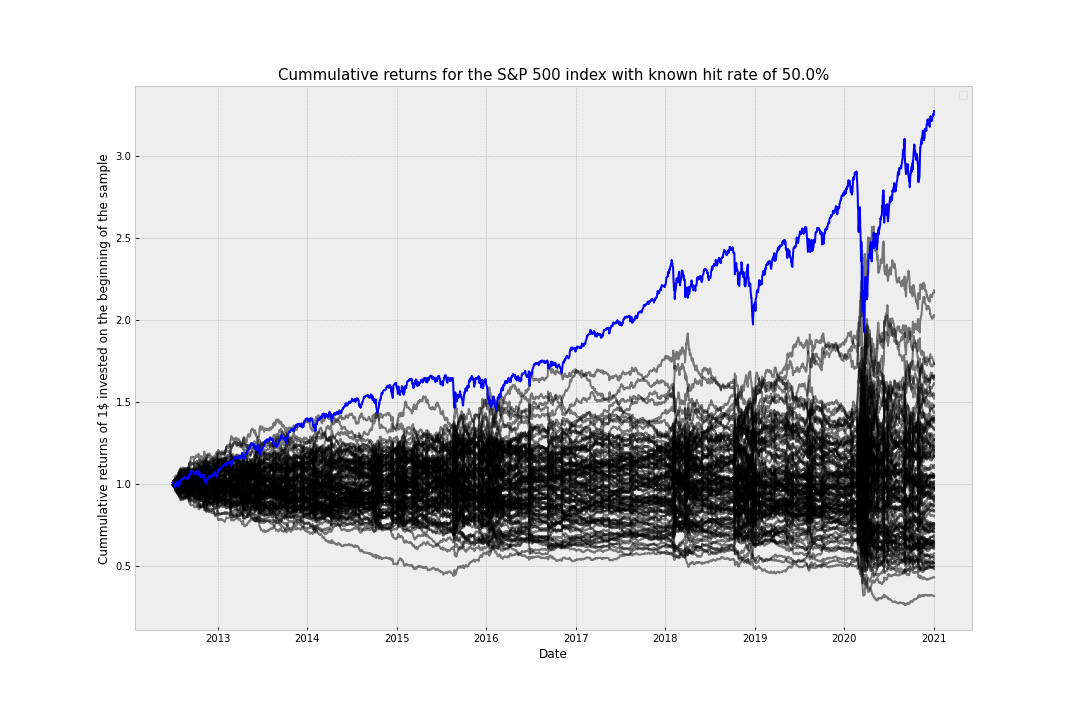 Cummulative returns for the S&P 500 index with known hit rate of 50.0%
Cummulative returns of 1$ invested on the beginning of the sample
3.0
2.5
2.0
1.5
1.0
0.5
2013 2014 2015 2016 2017 2018 2019 2020 2021
Date